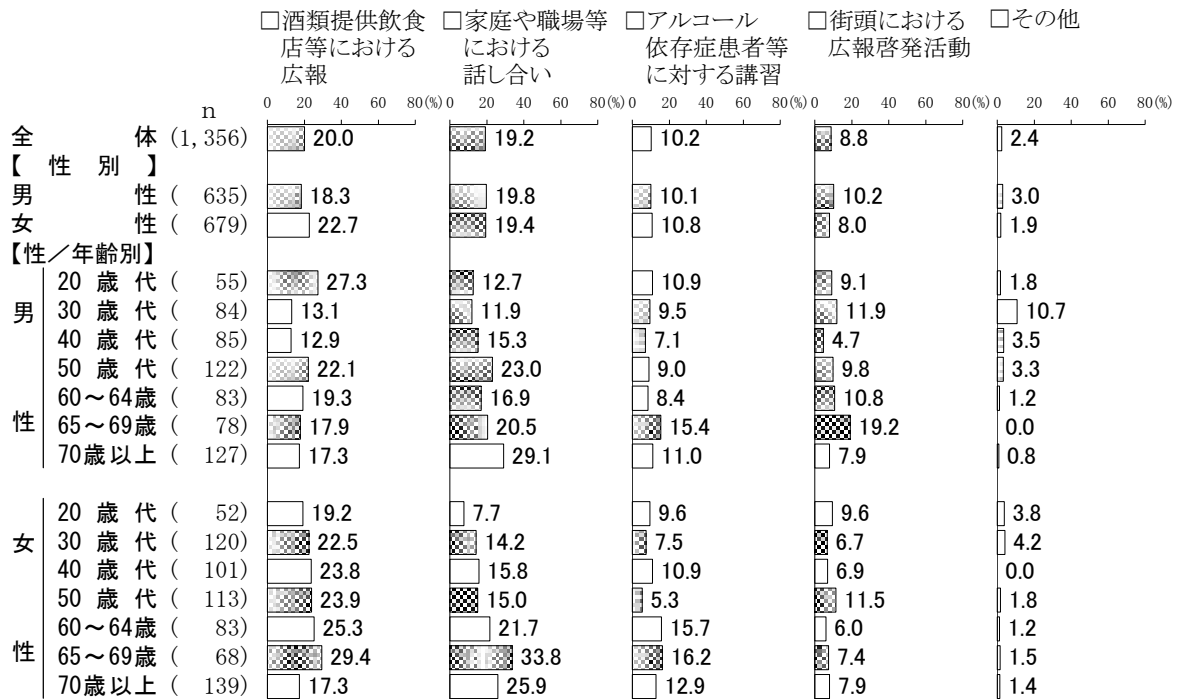 □酒類提供飲食店等における広報
□家庭や職場等における話し合い
□アルコール依存症患者等に対する講習
□街頭における広報啓発活動
□その他
n
0 20 40 60 80(%) 0 20 40 60 80(%) 0 20 40 60 80(%) 0 20 40 60 80(%) 0 20 40 60 80(%)
全体 (1,356) 20.0 19.2 10.2 8.8 2.4
【性別】
男性 ( 635) 18.3 19.8 10.1 10.2 3.0
女性 ( 679) 22.7 19.4 10.8 8.0 1.9
【性/年齢別】
男性
20歳代 ( 55) 27.3 12.7 10.9 9.1 1.8
30歳代 ( 84) 13.1 11.9 9.5 11.9 10.7
40歳代 ( 85) 12.9 15.3 7.1 4.7 3.5
50歳代 ( 122) 22.1 23.0 9.0 9.8 3.3
60~64歳 ( 83) 19.3 16.9 8.4 10.8 1.2
65~69歳 ( 78) 17.9 20.5 15.4 19.2 0.0
70歳以上 ( 127) 17.3 29.1 11.0 7.9 0.8
女性
20歳代 ( 52) 19.2 7.7 9.6 9.6 3.8
30歳代 ( 120) 22.5 14.2 7.5 6.7 4.2
40歳代 ( 101) 23.8 15.8 10.9 6.9 0.0
50歳代 ( 113) 23.9 15.0 5.3 11.5 1.8
60~64歳 ( 83) 25.3 21.7 15.7 6.0 1.2
65~69歳 ( 68) 29.4 33.8 16.2 7.4 1.5
70歳以上 ( 139) 17.3 25.9 12.9 7.9 1.4